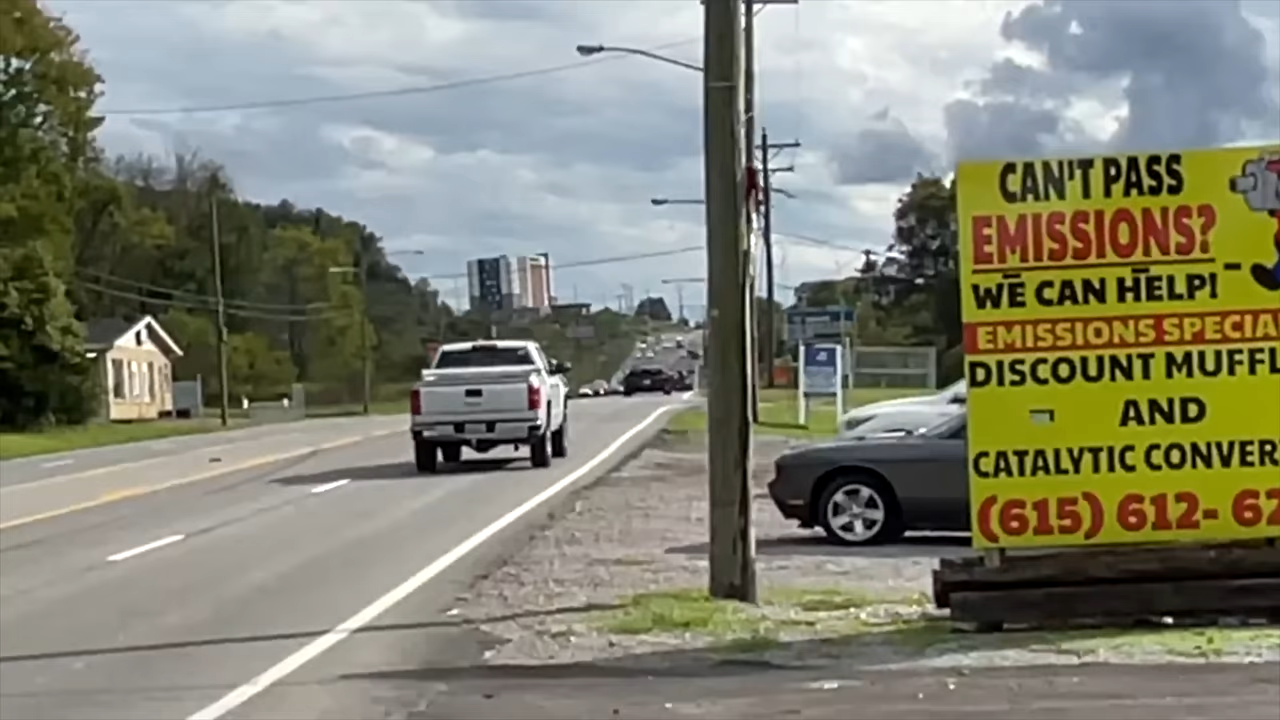 CAN'T PASS
EMISSIONS?
WE CAN HELP!
EMISSIONS SPECIA
DISCOUNT MUFFL
AND
CATALYTIC CONVER
(615) 612- 62